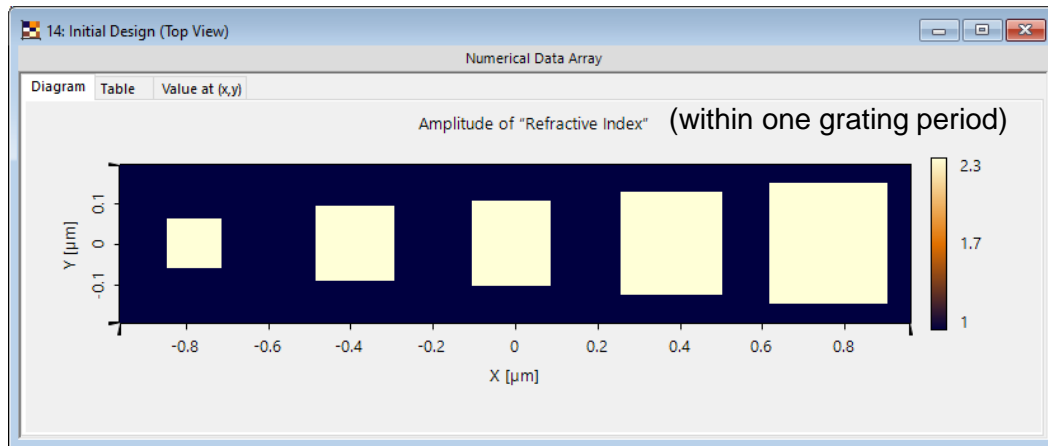 14: Initial Design (Top View)
Numerical Data Array
Diagram Table Value at (x,y)
Amplitude of "Refractive Index" (within one grating period)
2.3
1.7
1
Y [µm]
0.1
0
-0.1
-0.8 -0.6 -0.4 -0.2 0 0.2 0.4 0.6 0.8
X [µm]